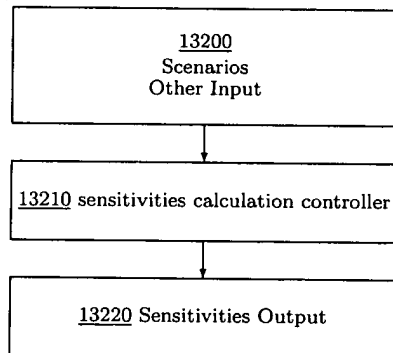 13200
Scenarios
Other Input
13210 sensitivities calculation controller
13220 Sensitivities Output